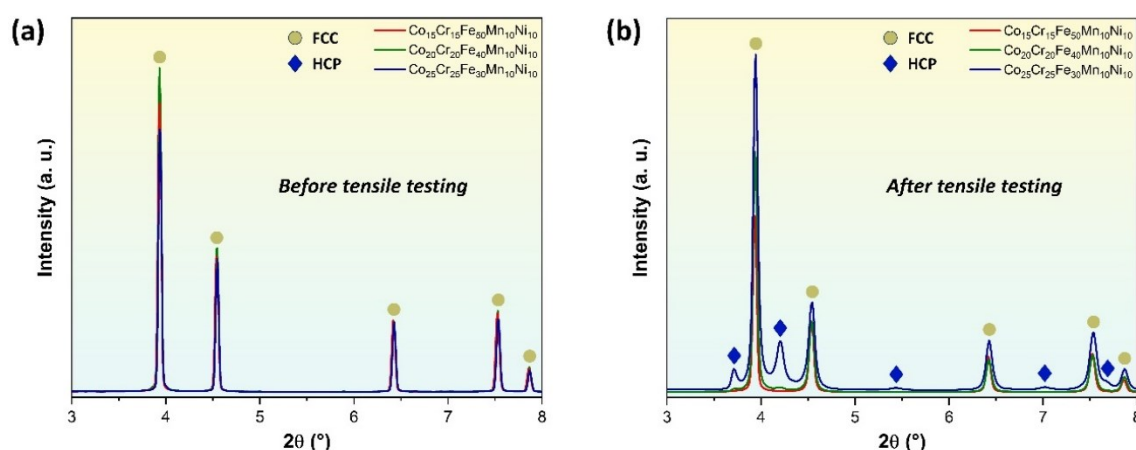 (a)
FCC
HCP
Co₁₅Cr₁₅Fe₅₀Mn₁₀Ni₁₀
Co₂₀Cr₂₀Fe₄₀Mn₁₀Ni₁₀
Co₂₅Cr₂₅Fe₃₀Mn₁₀Ni₁₀
Before tensile testing
Intensity (a. u.)
3 4 5 6 7 8
2θ (°)
(b)
FCC
HCP
Co₁₅Cr₁₅Fe₅₀Mn₁₀Ni₁₀
Co₂₀Cr₂₀Fe₄₀Mn₁₀Ni₁₀
Co₂₅Cr₂₅Fe₃₀Mn₁₀Ni₁₀
After tensile testing
Intensity (a. u.)
3 4 5 6 7 8
2θ (°)